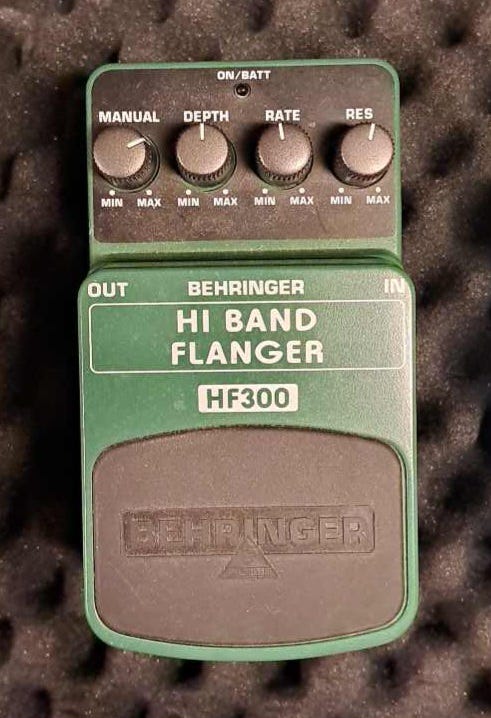 ON/BATT
MANUAL DEPTH RATE RES
MIN MAX MIN MAX MIN MAX MIN MAX
OUT BEHRINGER IN
HI BAND
FLANGER
HF300
BEHRINGER